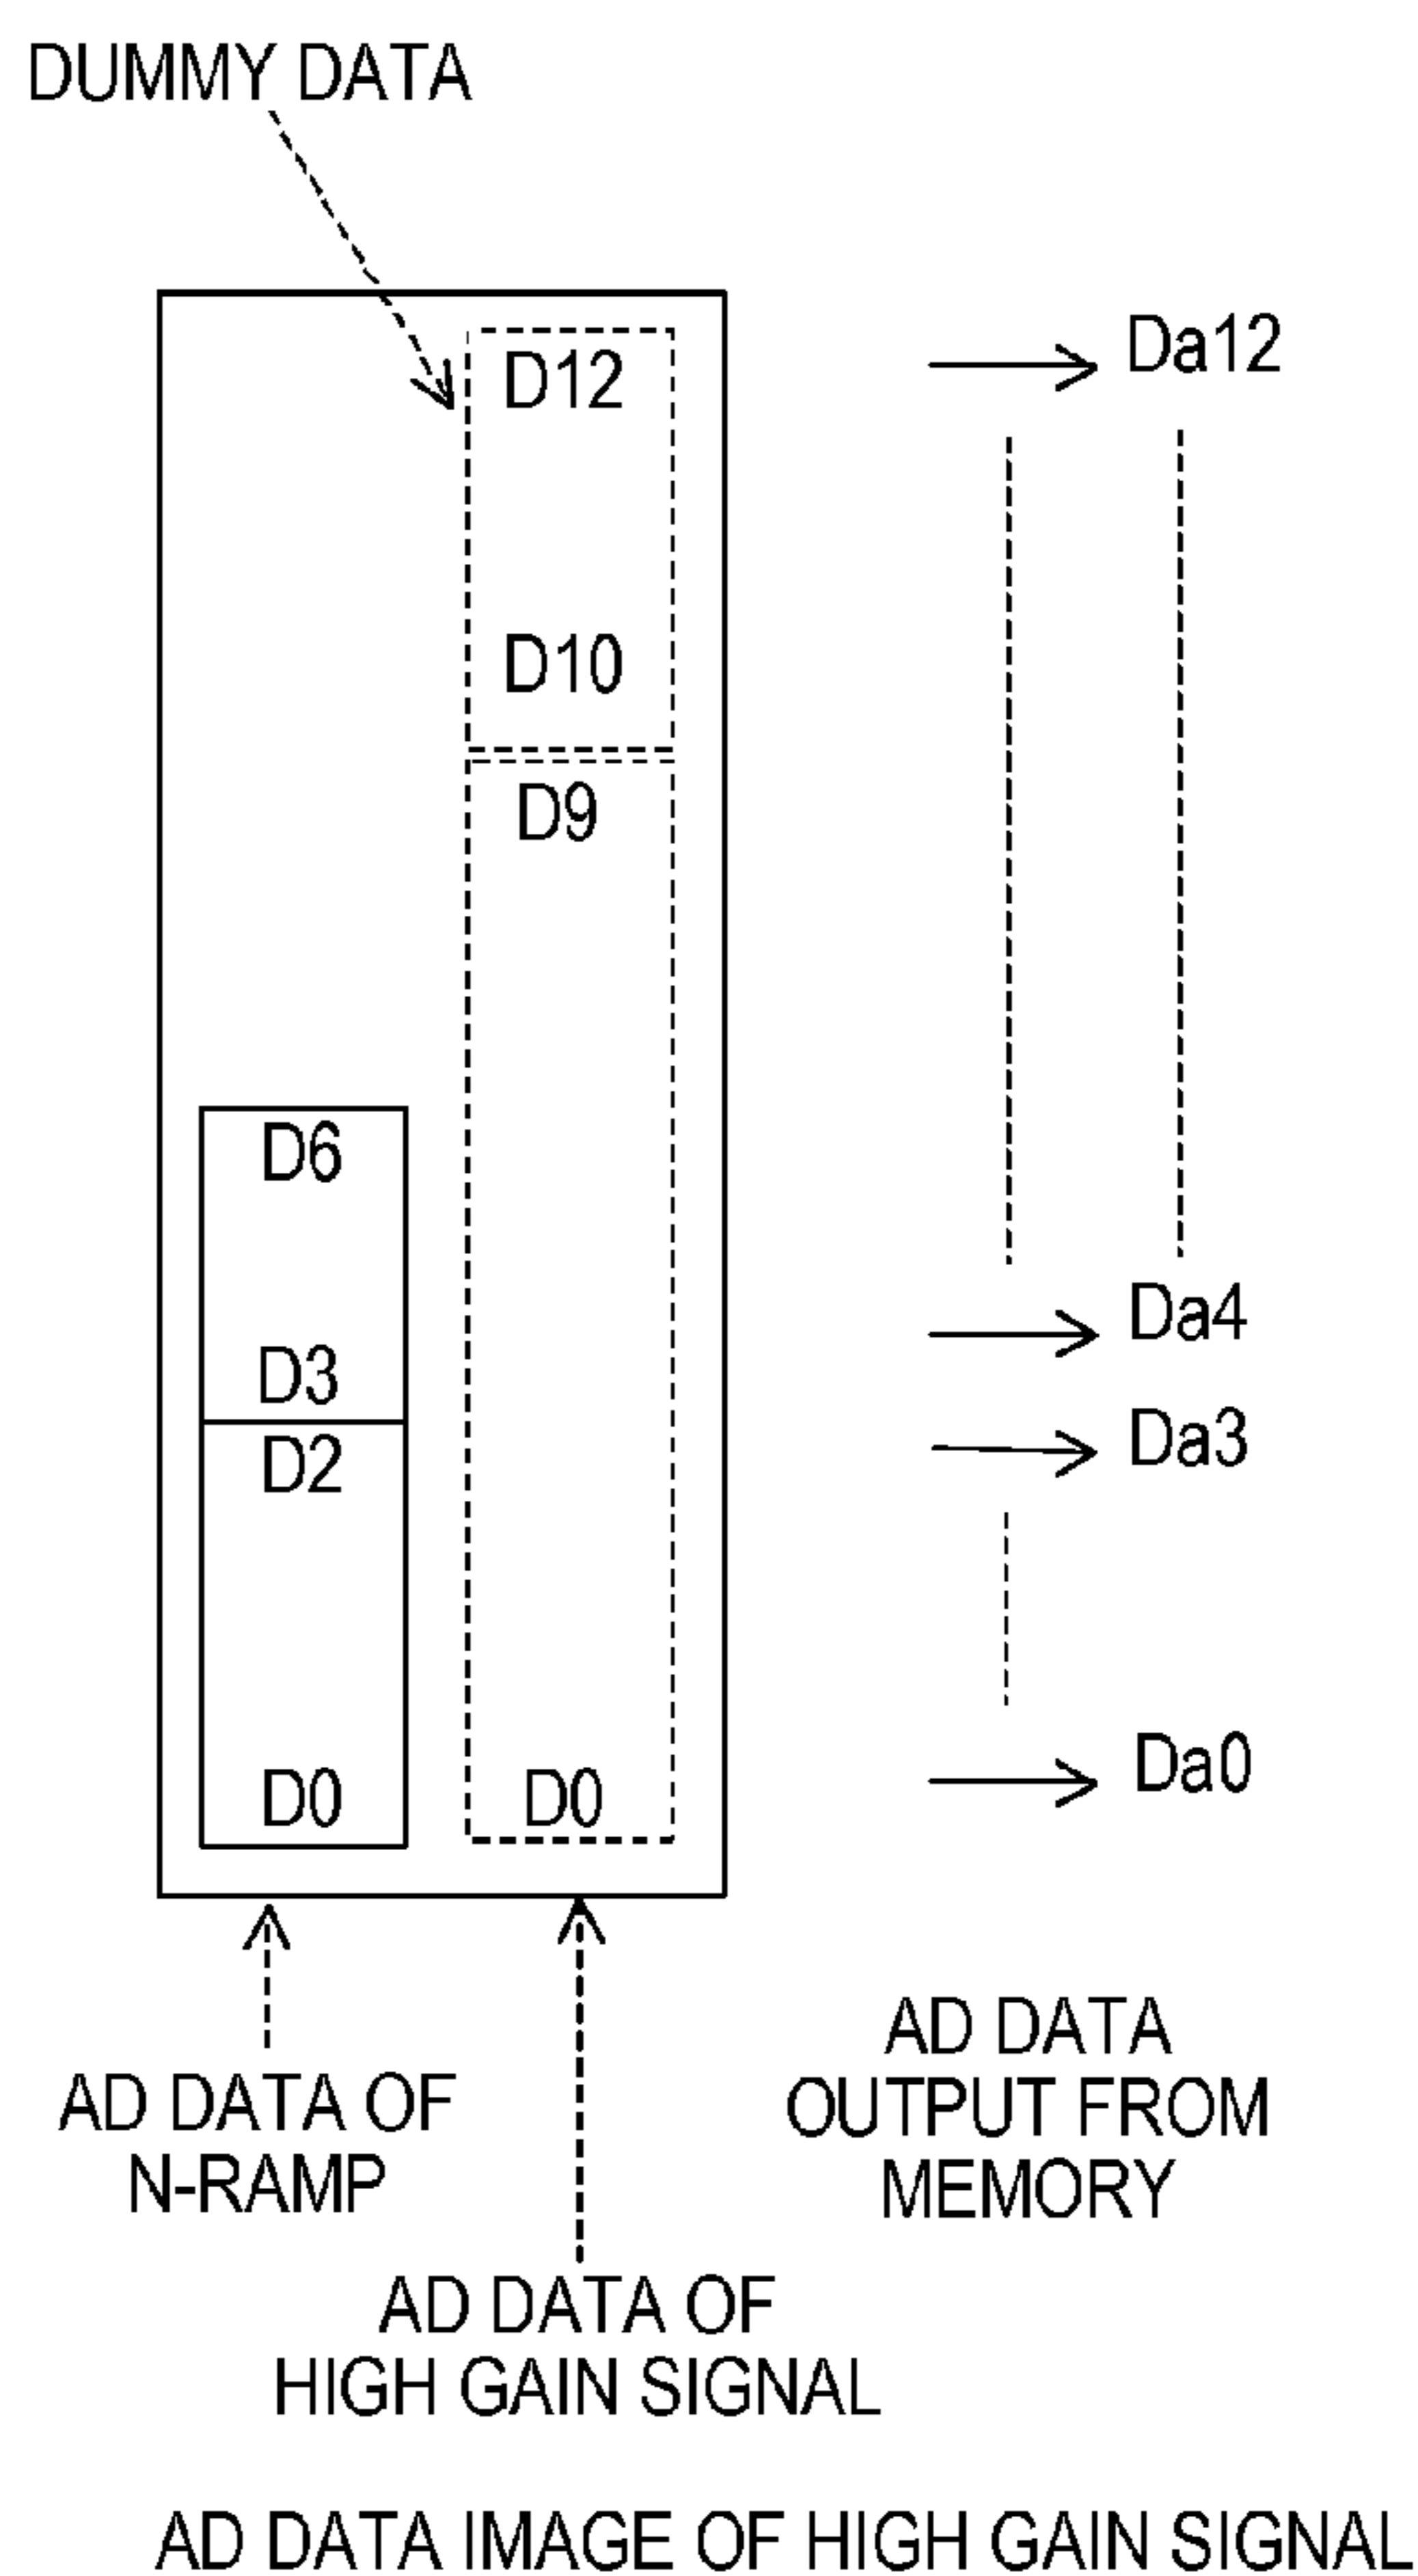 DUMMY DATA
D12
D10
D9
D6
D3
D2
D0
D0
Da12
Da4
Da3
Da0
AD DATA OF
N-RAMP
AD DATA OF
HIGH GAIN SIGNAL
AD DATA
OUTPUT FROM
MEMORY
AD DATA IMAGE OF HIGH GAIN SIGNAL